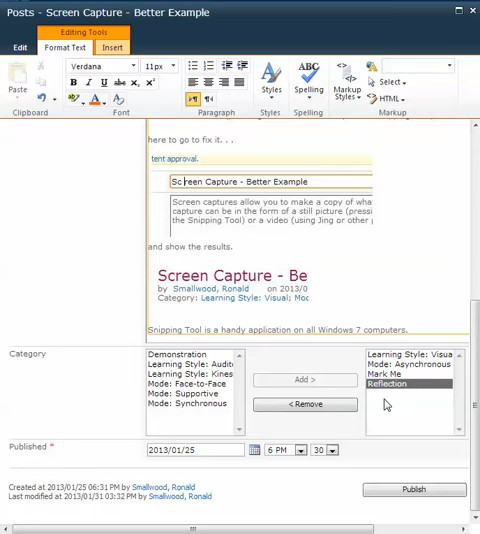 Posts - Screen Capture - Better Example
Editing Tools
Edit Format Text Insert
Paste
Clipboard
Verdana 11px
B I U abc x₂ x²
A
Font
Paragraph
Styles
Styles
ABC
Spelling
Spelling
Markup Styles
Select
HTML
Markup
here to go to fix it. . .
tent approval.
Screen Capture - Better Example
Screen captures allow you to make a copy of wha
capture can be in the form of a still picture (pressi
the Snipping Tool) or a video (using Jing or other
and show the results.
Screen Capture - Be
by Smallwood, Ronald on 2013/0
Category: Learning Style: Visual; Mod
Snipping Tool is a handy application on all Windows 7 computers.
Category
Demonstration
Learning Style: Audit
Learning Style: Kines
Mode: Face-to-Face
Mode: Supportive
Mode: Synchronous
Add >
< Remove
Learning Style: Visua
Mode: Asynchronous
Mark Me
Reflection
Published *
2013/01/25
6 PM
30
Created at 2013/01/25 06:31 PM by Smallwood, Ronald
Last modified at 2013/01/31 03:32 PM by Smallwood, Ronald
Publish